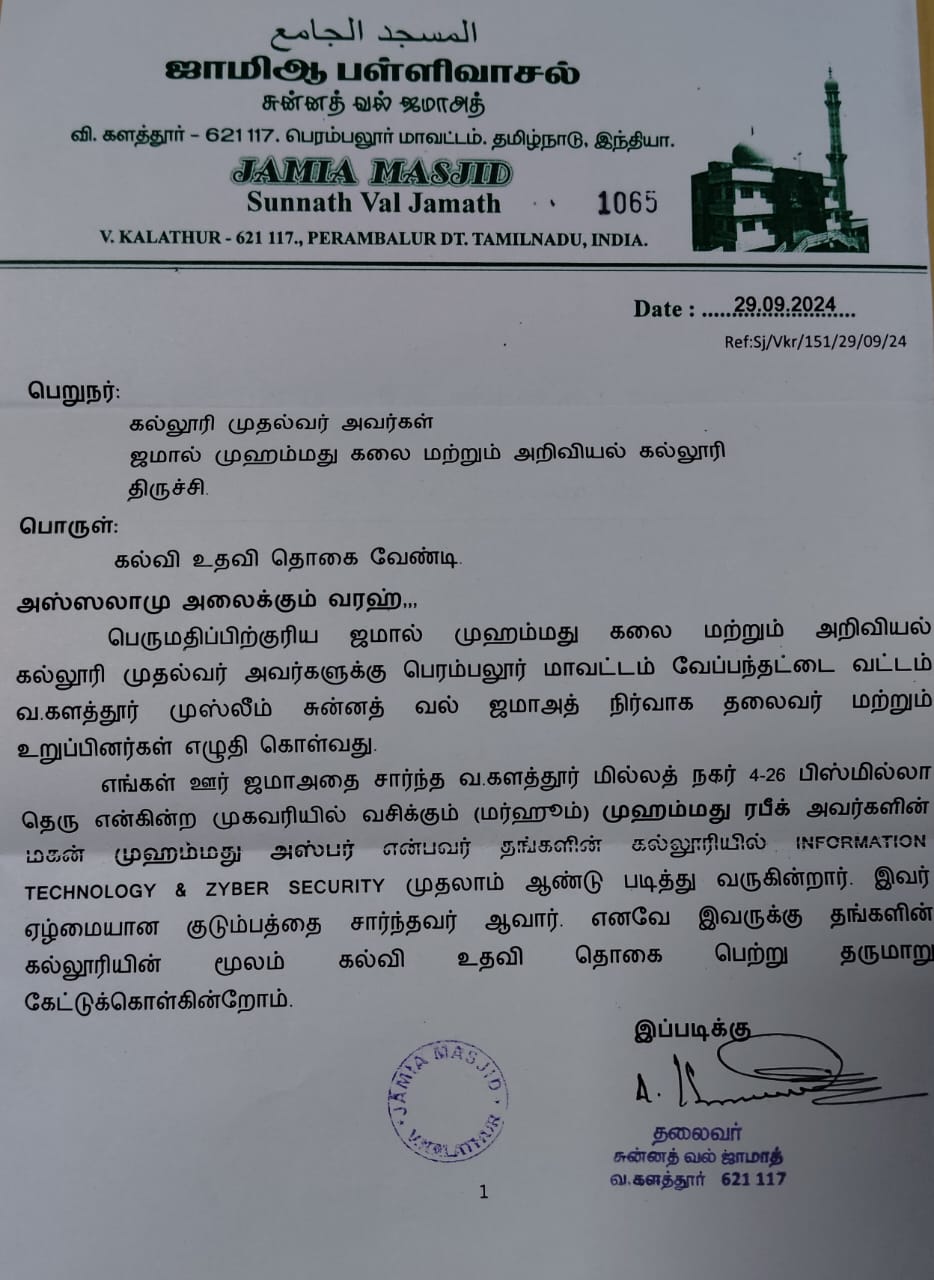 المسجد الجامع
ஜாமிஆ பள்ளிவாசல்
சுன்னத் வல் ஜமாஅத்
வி. களத்தூர் - 621 117. பெரம்பலூர் மாவட்டம். தமிழ்நாடு, இந்தியா.
JAMIA MASJID
Sunnath Val Jamath 1065
V. KALATHUR - 621 117., PERAMBALUR DT. TAMILNADU, INDIA.
Date : ......29.09.2024......
Ref:Sj/Vkr/151/29/09/24
பெறுநர்:
கல்லூரி முதல்வர் அவர்கள்
ஜமால் முஹம்மது கலை மற்றும் அறிவியல் கல்லூரி
திருச்சி.
பொருள்:
கல்வி உதவி தொகை வேண்டி.
அஸ்ஸலாமு அலைக்கும் வரஹ்,,,
பெருமதிப்பிற்குரிய ஜமால் முஹம்மது கலை மற்றும் அறிவியல்
கல்லூரி முதல்வர் அவர்களுக்கு பெரம்பலூர் மாவட்டம் வேப்பந்தட்டை வட்டம்
வ.களத்தூர் முஸ்லீம் சுன்னத் வல் ஜமாஅத் நிர்வாக தலைவர் மற்றும்
உறுப்பினர்கள் எழுதி கொள்வது.
எங்கள் ஊர் ஜமாஅதை சார்ந்த வ.களத்தூர் மில்லத் நகர் 4-26 பிஸ்மில்லா
தெரு என்கின்ற முகவரியில் வசிக்கும் (மர்ஹூம்) முஹம்மது ரபீக் அவர்களின்
மகன் முஹம்மது அஸ்பர் என்பவர் தங்களின் கல்லூரியில் INFORMATION
TECHNOLOGY & ZYBER SECURITY முதலாம் ஆண்டு படித்து வருகின்றார். இவர்
ஏழ்மையான குடும்பத்தை சார்ந்தவர் ஆவார். எனவே இவருக்கு தங்களின்
கல்லூரியின் மூலம் கல்வி உதவி தொகை பெற்று தருமாறு
கேட்டுக்கொள்கின்றோம்.
இப்படிக்கு
JAMIA MASJID
V.KALATHUR
தலைவர்
சுன்னத் வல் ஜாமாத்
வ.களத்தூர் 621 117
1